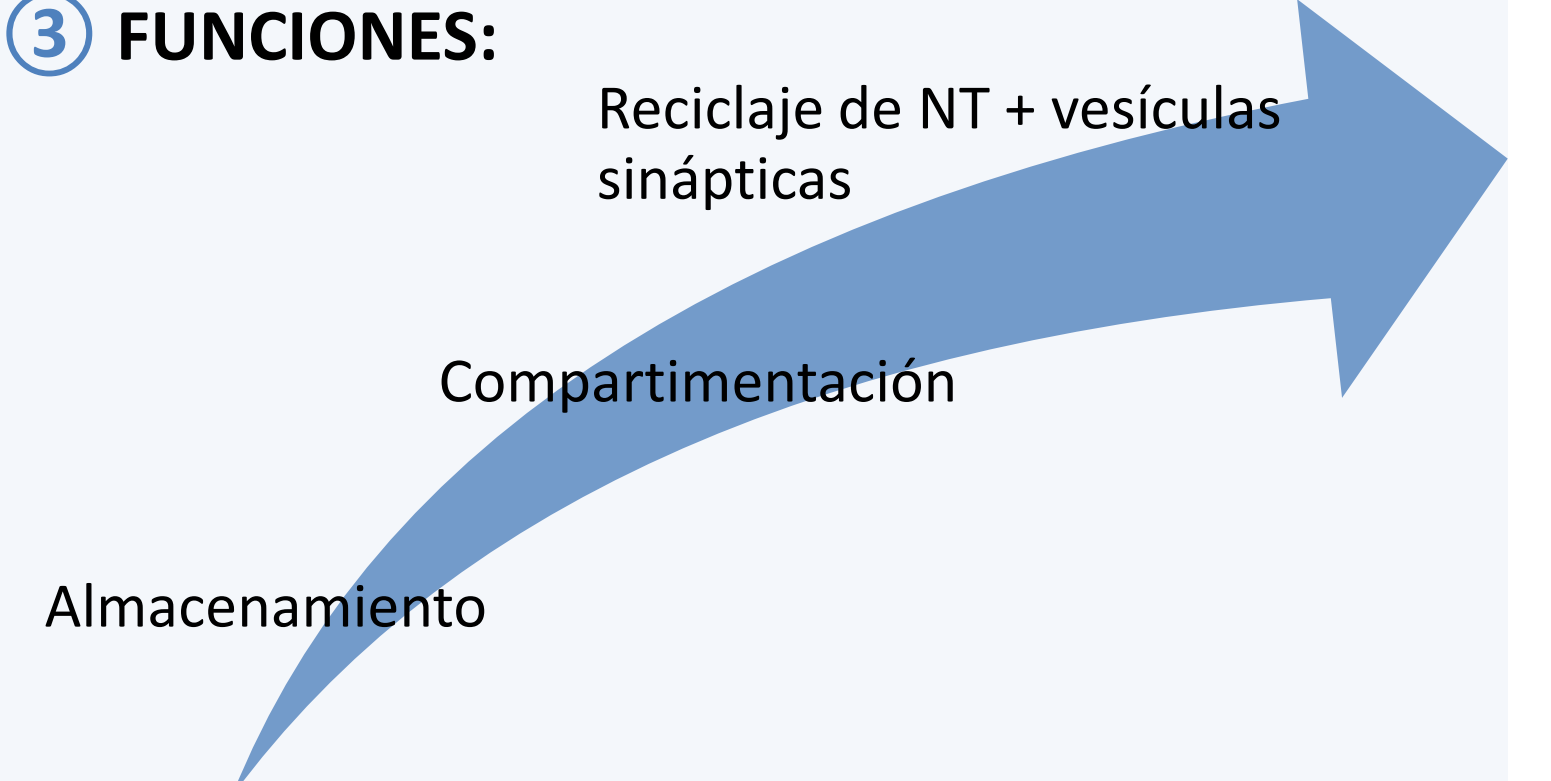 ③ FUNCIONES:
Reciclaje de NT + vesículas
sinápticas
Compartimentación
Almacenamiento